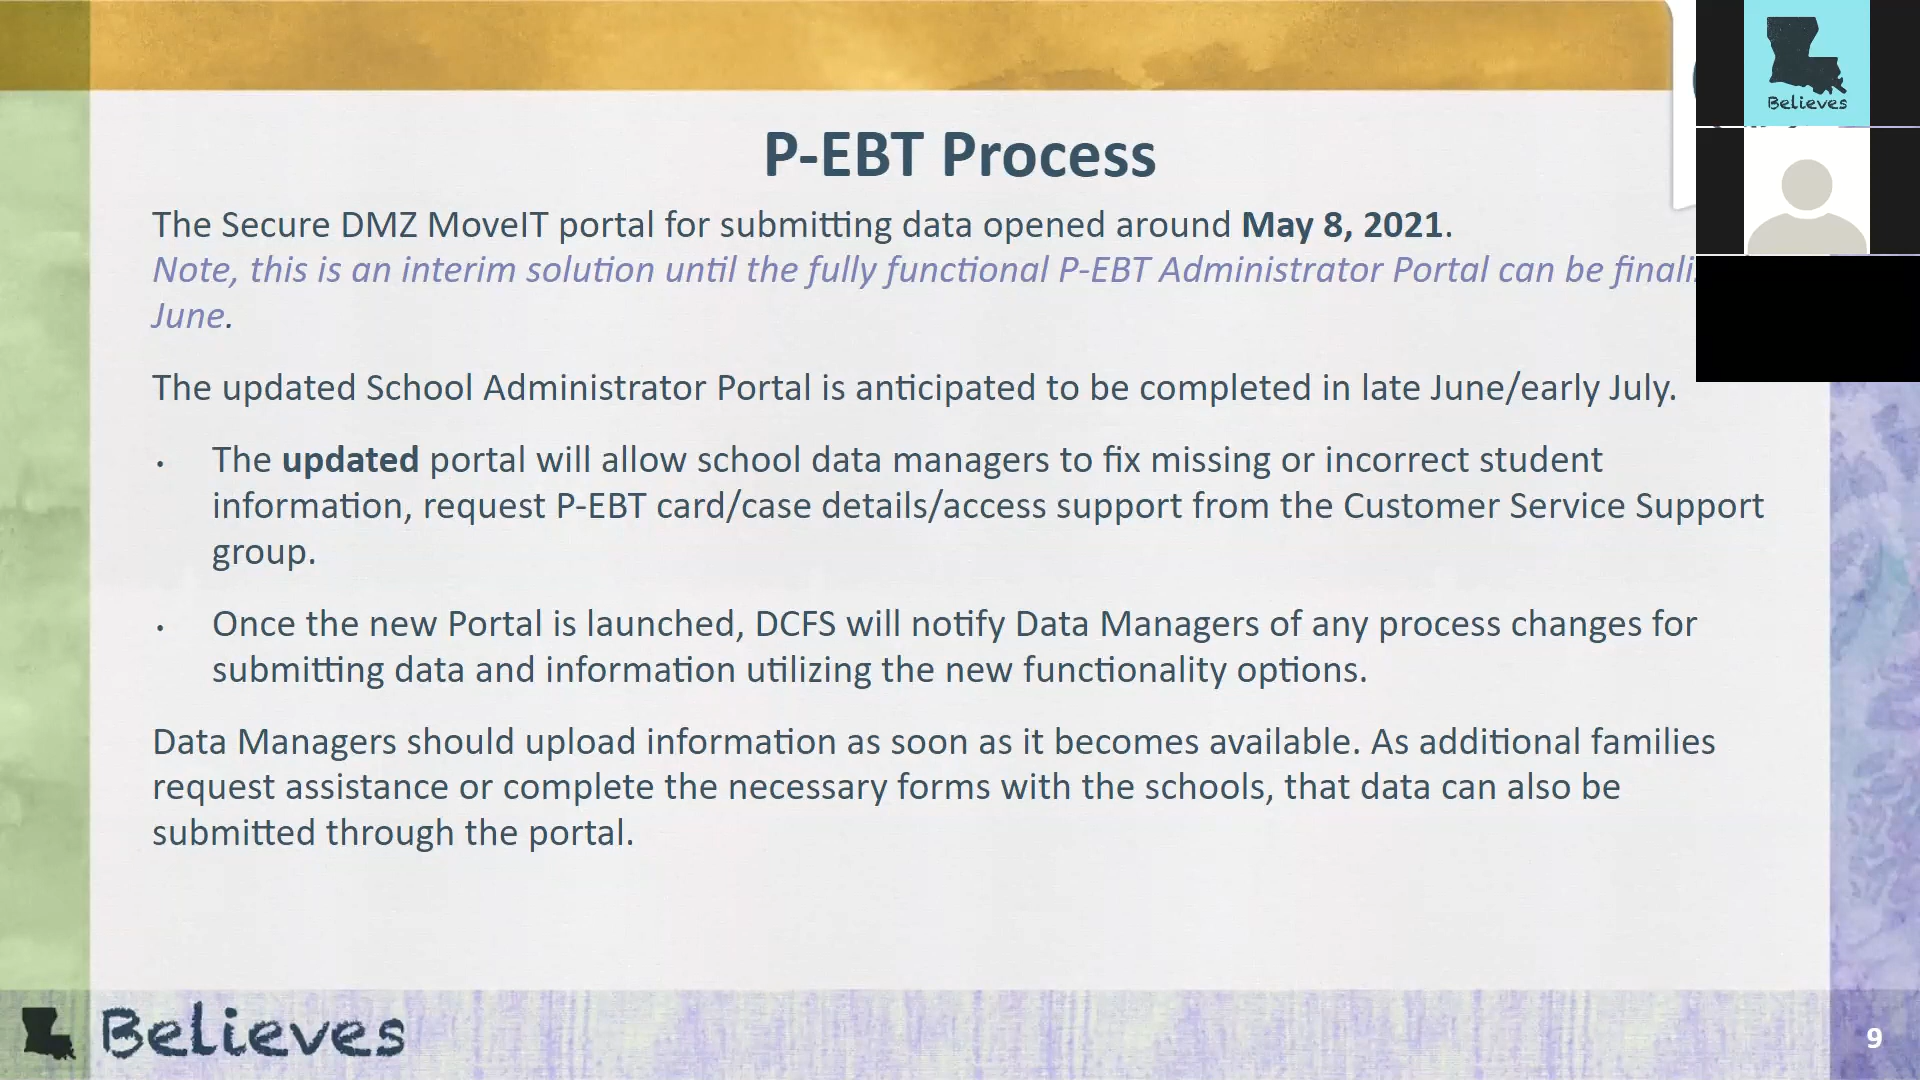 Believes
P-EBT Process
The Secure DMZ MoveIT portal for submitting data opened around May 8, 2021.
Note, this is an interim solution until the fully functional P-EBT Administrator Portal can be
June.
The updated School Administrator Portal is anticipated to be completed in late June/early July.
• The updated portal will allow school data managers to fix missing or incorrect student
information, request P-EBT card/case details/access support from the Customer Service Support
group.
• Once the new Portal is launched, DCFS will notify Data Managers of any process changes for
submitting data and information utilizing the new functionality options.
Data Managers should upload information as soon as it becomes available. As additional families
request assistance or complete the necessary forms with the schools, that data can also be
submitted through the portal.
Believes
9